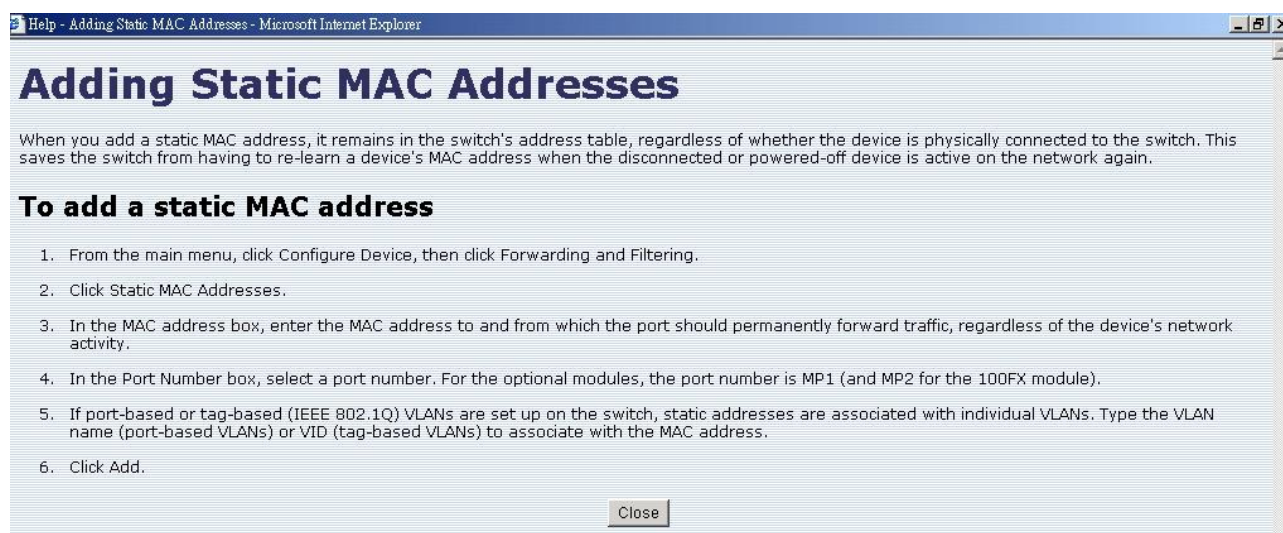 Help - Adding Static MAC Addresses - Microsoft Internet Explorer
Adding Static MAC Addresses
When you add a static MAC address, it remains in the switch's address table, regardless of whether the device is physically connected to the switch. This
saves the switch from having to re-learn a device's MAC address when the disconnected or powered-off device is active on the network again.
To add a static MAC address
1. From the main menu, click Configure Device, then click Forwarding and Filtering.
2. Click Static MAC Addresses.
3. In the MAC address box, enter the MAC address to and from which the port should permanently forward traffic, regardless of the device's network
activity.
4. In the Port Number box, select a port number. For the optional modules, the port number is MP1 (and MP2 for the 100FX module).
5. If port-based or tag-based (IEEE 802.1Q) VLANs are set up on the switch, static addresses are associated with individual VLANs. Type the VLAN
name (port-based VLANs) or VID (tag-based VLANs) to associate with the MAC address.
6. Click Add.
Close